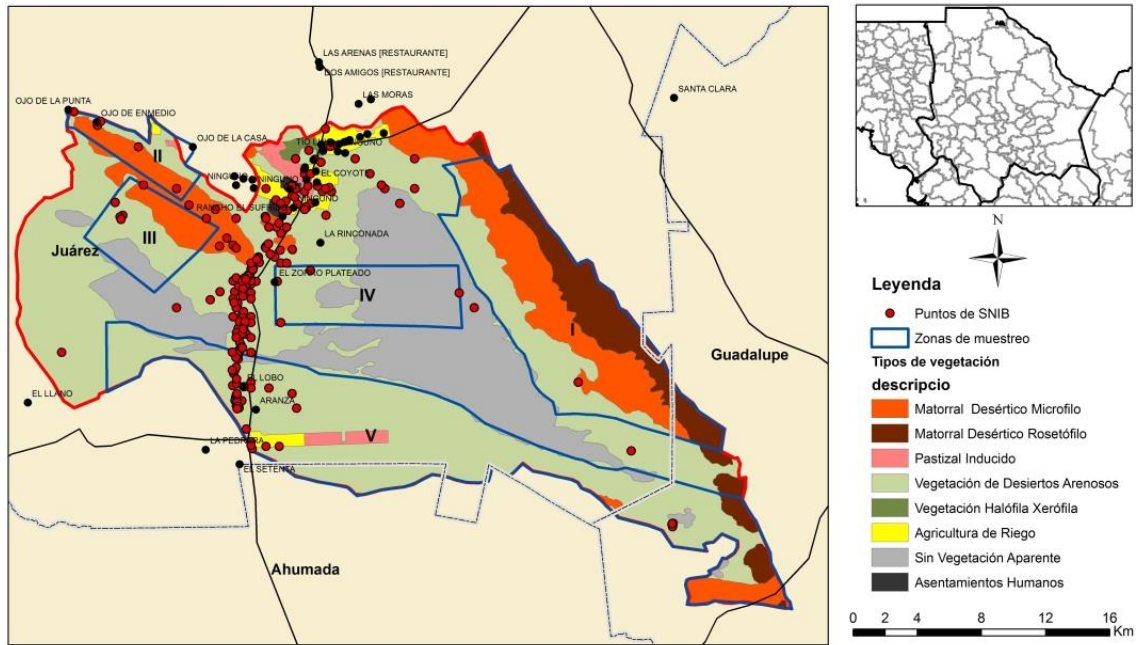 LAS ARENAS [RESTAURANTE]
DOS AMIGOS [RESTAURANTE]
LAS MORAS
SANTA CLARA
OJO DE LA PUNTA
OJO DE ENMEDIO
OJO DE LA CASA
II
NINGUNO
EL COYOTE
RANCHO EL
III
Juárez
LA RINCONADA
EL ZORRO PLATEADO
IV
I
Guadalupe
EL LOBO
EL LLANO
ARANZA
V
LA PEDRERA
EL SETENTA
Ahumada
N
Leyenda
Puntos de SNIB
Zonas de muestreo
Tipos de vegetación
descripcio
Matorral Desértico Microfilo
Matorral Desértico Rosetófilo
Pastizal Inducido
Vegetación de Desiertos Arenosos
Vegetación Halófila Xerófila
Agricultura de Riego
Sin Vegetación Aparente
Asentamientos Humanos
0 2 4 8 12 16
Km